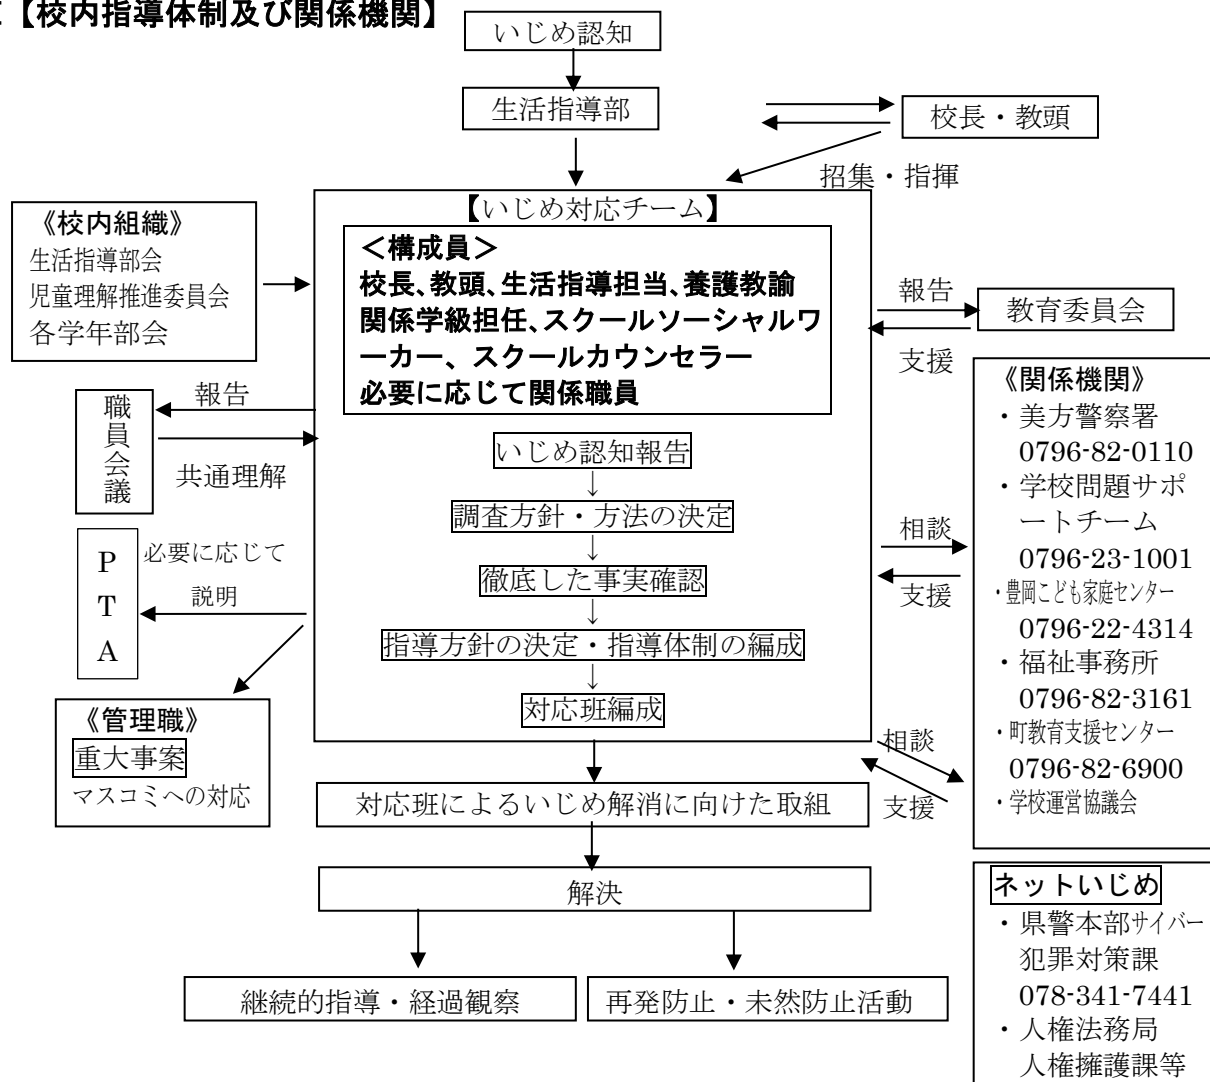 【校内指導体制及び関係機関】
いじめ認知
生活指導部
校長・教頭
招集・指揮
《校内組織》
生活指導部会
児童理解推進委員会
各学年部会
【いじめ対応チーム】
＜構成員＞
校長、教頭、生活指導担当、養護教諭
関係学級担任、スクールソーシャルワ
ーカー、スクールカウンセラー
必要に応じて関係職員
報告
教育委員会
支援
職員会議
報告
共通理解
PTA
必要に応じて
説明
《管理職》
重大事案
マスコミへの対応
いじめ認知報告
↓
調査方針・方法の決定
↓
徹底した事実確認
↓
指導方針の決定・指導体制の編成
↓
対応班編成
相談
支援
《関係機関》
・美方警察署
0796-82-0110
・学校問題サポ
ートチーム
0796-23-1001
・豊岡こども家庭センター
0796-22-4314
・福祉事務所
0796-82-3161
・町教育支援センター
0796-82-6900
・学校運営協議会
相談
支援
対応班によるいじめ解消に向けた取組
解決
継続的指導・経過観察
再発防止・未然防止活動
ネットいじめ
・県警本部サイバー
犯罪対策課
078-341-7441
・人権法務局
人権擁護課等